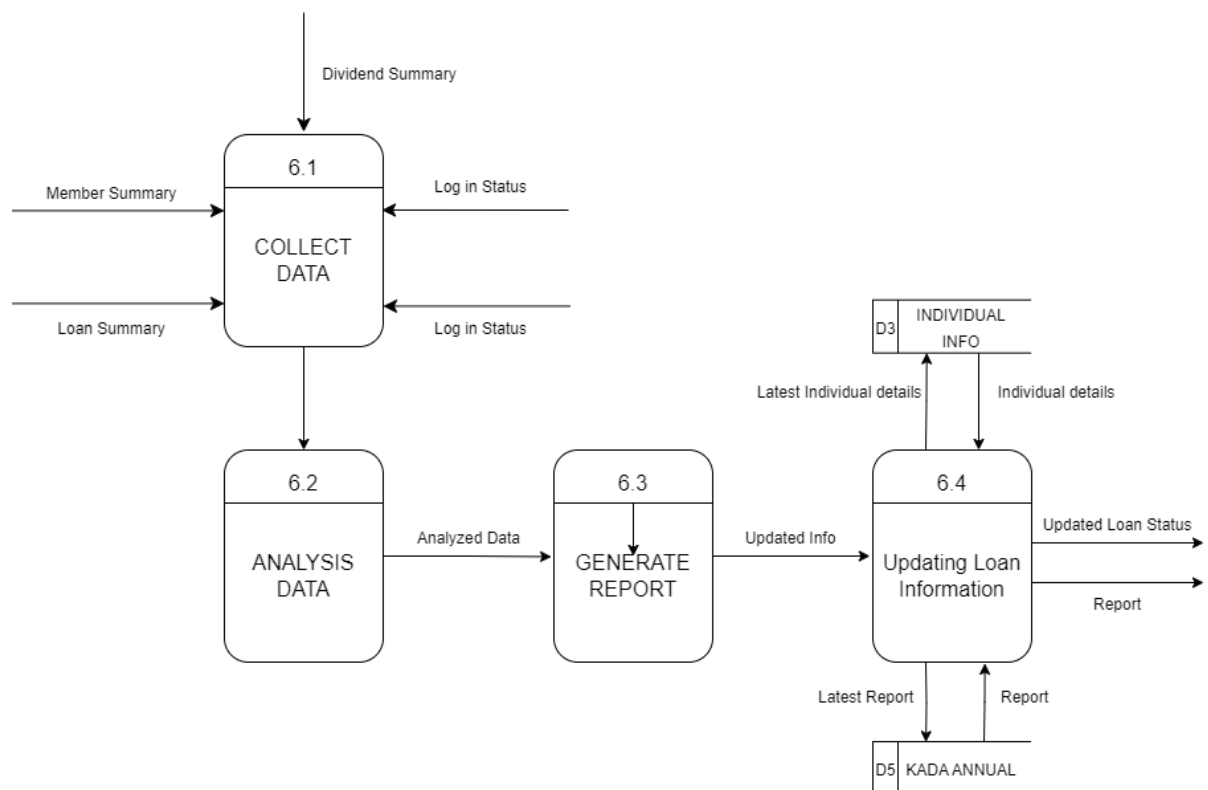 Dividend Summary
6.1
Member Summary
Log in Status
COLLECT
DATA
Loan Summary
Log in Status
D3
INDIVIDUAL
INFO
Latest Individual details
Individual details
6.2
6.3
6.4
Analyzed Data
Updated Info
Updated Loan Status
ANALYSIS
DATA
GENERATE
REPORT
Updating Loan
Information
Report
Latest Report
Report
D5
KADA ANNUAL